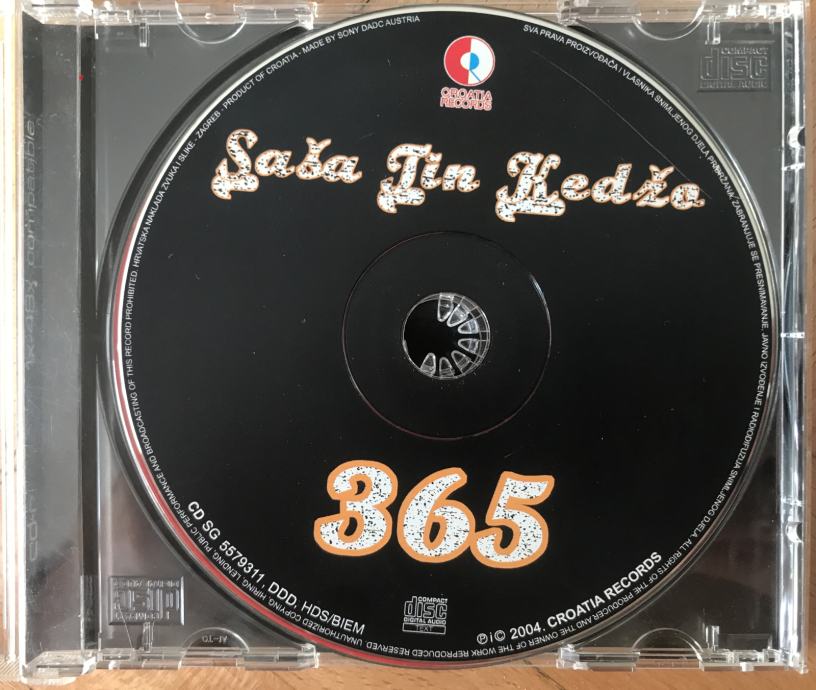 CROATIA
RECORDS
Saša Tin Kedžo
365
CD SG 5579311, DDD, HDS/BIEM
COMPACT
disc
DIGITAL AUDIO
TEXT
℗i© 2004. CROATIA RECORDS
HRVATSKA NAKLADA ZVUKA I SLIKE - ZAGREB - PRODUCT OF CROATIA - MADE BY SONY DADC AUSTRIA
SVA PRAVA PROIZVOĐAČA I VLASNIKA SNIMLJENOG DJELA PRIDRŽANA. ZABRANJUJE SE PRESNIMAVANJE, JAVNO IZVOĐENJE I RADIODIFUZIJA SNIMLJENOG DJELA. ALL RIGHTS OF THE PRODUCER AND OF THE OWNER OF THE WORK REPRODUCED RESERVED. UNAUTHORIZED COPYING, HIRING, LENDING, PUBLIC PERFORMANCE AND BROADCASTING OF THIS RECORD PROHIBITED.
COMPACT
disc
DIGITAL AUDIO